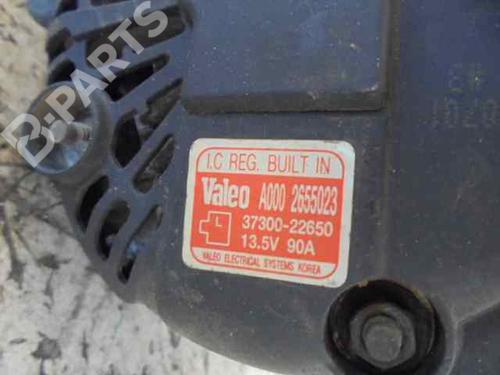 B-PARTS
I.C REG. BUILT IN
Valeo A000 2655023
37300-22650
13.5V 90A
VALEO ELECTRICAL SYSTEMS KOREA